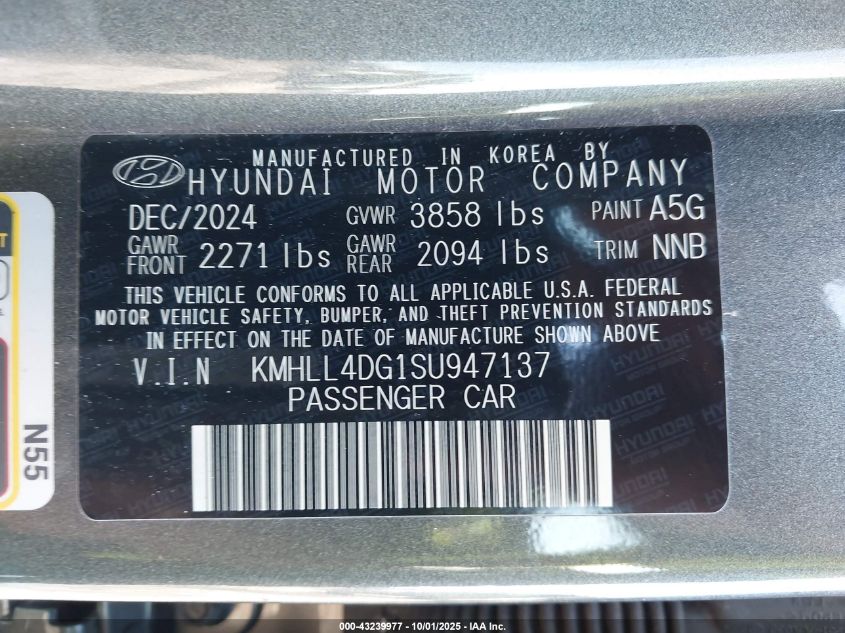 MANUFACTURED IN KOREA BY
HYUNDAI MOTOR COMPANY
DEC/2024 GVWR 3858 lbs PAINT A5G
GAWR FRONT 2271 lbs GAWR REAR 2094 lbs TRIM NNB
THIS VEHICLE CONFORMS TO ALL APPLICABLE U.S.A. FEDERAL
MOTOR VEHICLE SAFETY, BUMPER, AND THEFT PREVENTION STANDARDS
IN EFFECT ON THE DATE OF MANUFACTURE SHOWN ABOVE
V.I.N KMHLL4DG1SU947137
PASSENGER CAR
N55
000-43239977 - 10/01/2025 - IAA Inc.